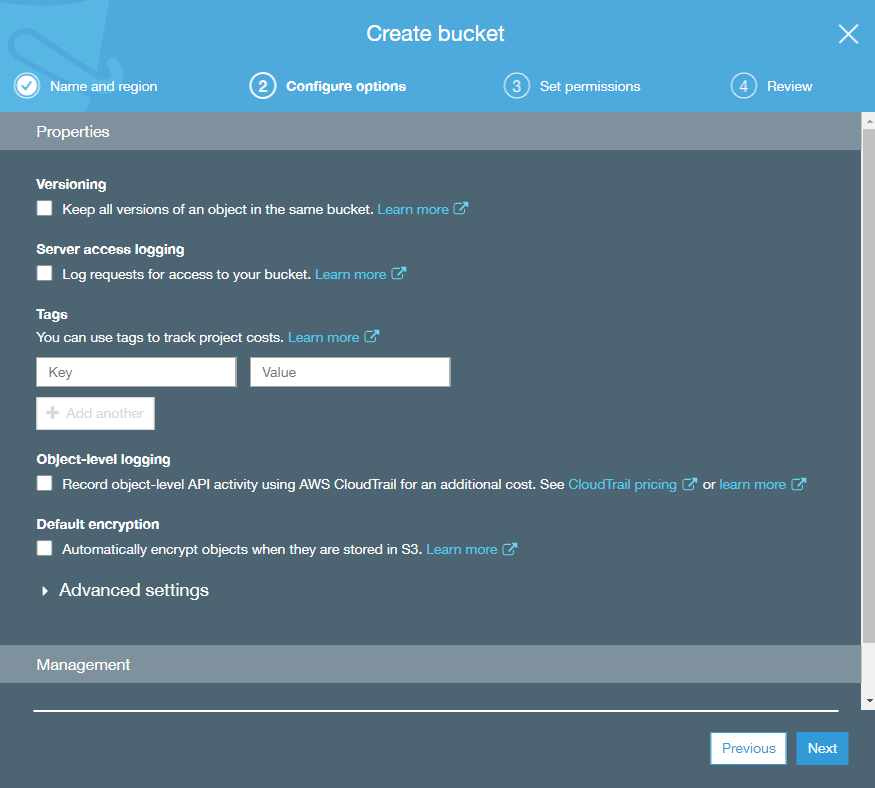 Create bucket
Name and region
2 Configure options
3 Set permissions
4 Review
Properties
Versioning
Keep all versions of an object in the same bucket. Learn more
Server access logging
Log requests for access to your bucket. Learn more
Tags
You can use tags to track project costs. Learn more
Key
Value
Add another
Object-level logging
Record object-level API activity using AWS CloudTrail for an additional cost. See CloudTrail pricing or learn more
Default encryption
Automatically encrypt objects when they are stored in S3. Learn more
Advanced settings
Management
Previous
Next